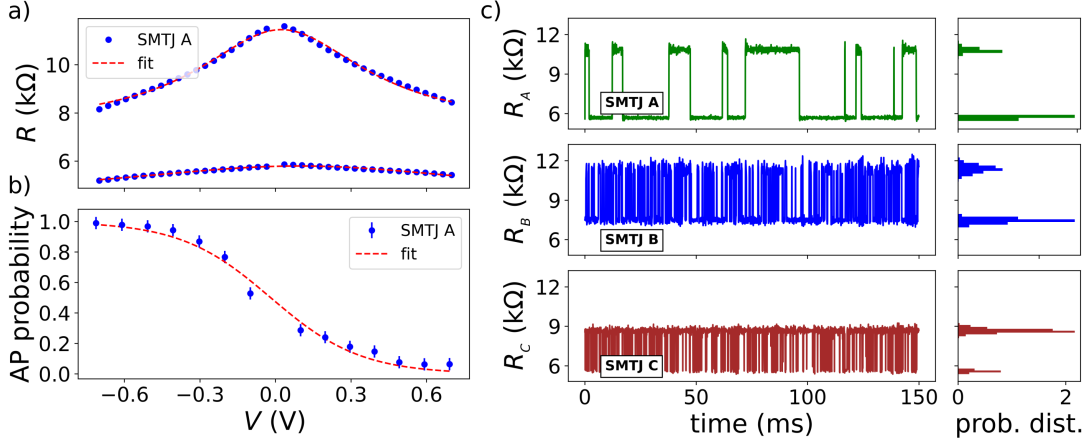 a)
R (kΩ)
10
8
6
SMTJ A
fit
b)
AP probability
1.0
0.8
0.6
0.4
0.2
0.0
SMTJ A
fit
−0.6 −0.3 0.0 0.3 0.6
V (V)
c)
R_A (kΩ)
12
9
6
SMTJ A
R_B (kΩ)
12
9
6
SMTJ B
R_C (kΩ)
12
9
6
SMTJ C
0 50 100 150
time (ms)
0 1 2
prob. dist.